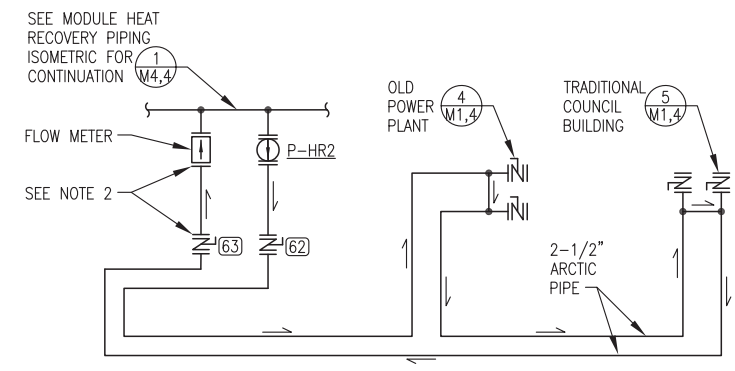 SEE MODULE HEAT
RECOVERY PIPING
ISOMETRIC FOR
CONTINUATION
1
M4,4
OLD
POWER
PLANT
4
M1,4
TRADITIONAL
COUNCIL
BUILDING
5
M1,4
FLOW METER
P-HR2
SEE NOTE 2
63
62
2-1/2"
ARCTIC
PIPE